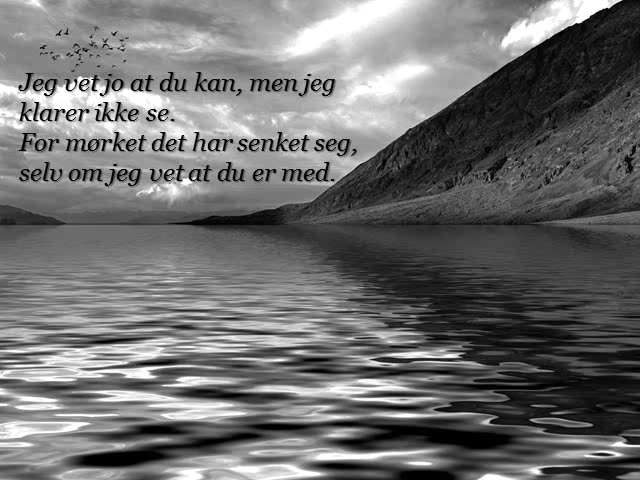 Jeg vet jo at du kan, men jeg
klarer ikke se.
For mørket det har senket seg,
selv om jeg vet at du er med.